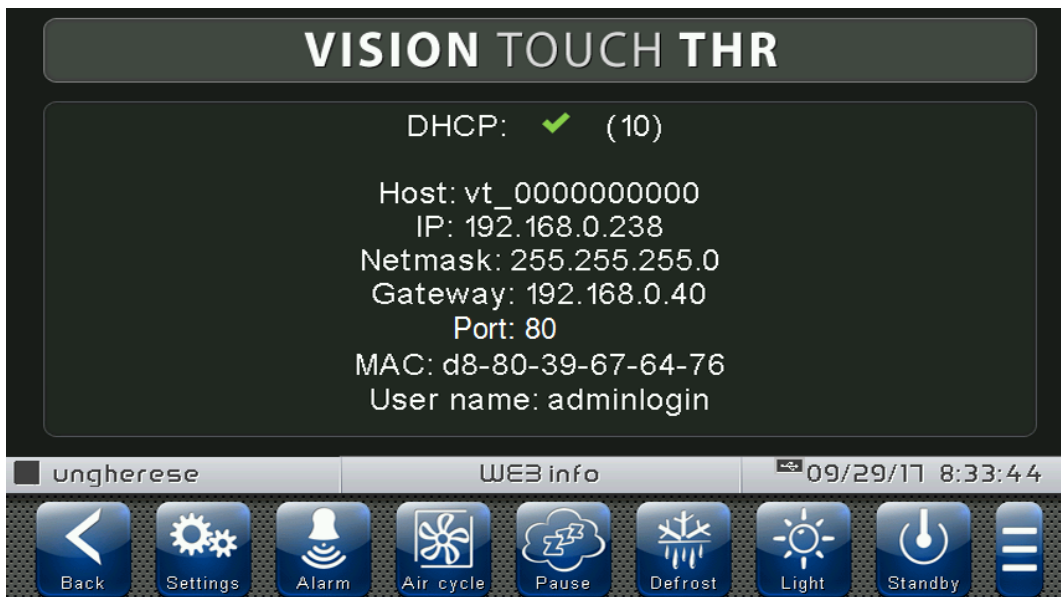 VISION TOUCH THR
DHCP: ✔ (10)
Host: vt_0000000000
IP: 192.168.0.238
Netmask: 255.255.255.0
Gateway: 192.168.0.40
Port: 80
MAC: d8-80-39-67-64-76
User name: adminlogin
ungherese WEB info 09/29/17 8:33:44
Back Settings Alarm Air cycle Pause Defrost Light Standby